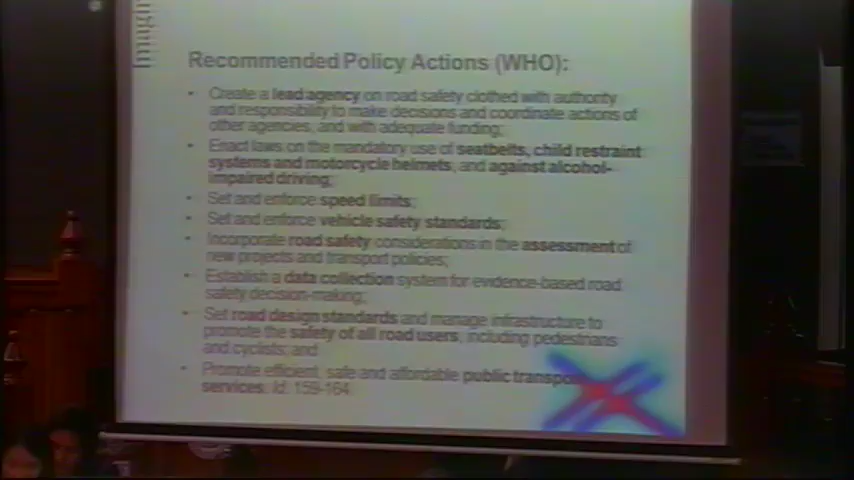 Recommended Policy Actions (WHO):
• Create a lead agency on road safety clothed with authority
and responsibility to make decisions and coordinate actions of
other agencies, and with adequate funding;
• Enact laws on the mandatory use of seatbelts, child restraint
systems and motorcycle helmets, and against alcohol-
impaired driving;
• Set and enforce speed limits;
• Set and enforce vehicle safety standards;
• Incorporate road safety considerations in the assessment of
new projects and transport policies;
• Establish a data collection system for evidence-based road
safety decision-making;
• Set road design standards and manage infrastructure to
promote the safety of all road users, including pedestrians
and cyclists; and
• Promote efficient, safe and affordable public transpo
services. Id. 159-164.